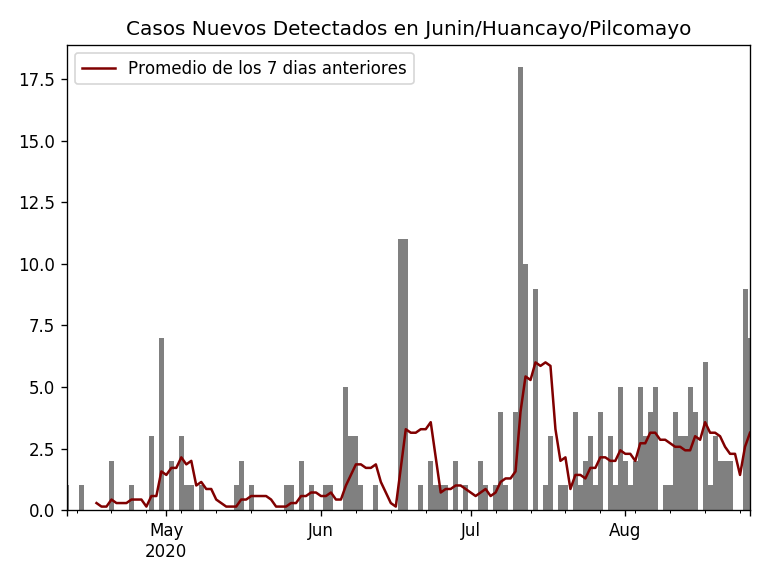 Casos Nuevos Detectados en Junin/Huancayo/Pilcomayo
Promedio de los 7 dias anteriores
17.5
15.0
12.5
10.0
7.5
5.0
2.5
0.0
May
2020
Jun
Jul
Aug